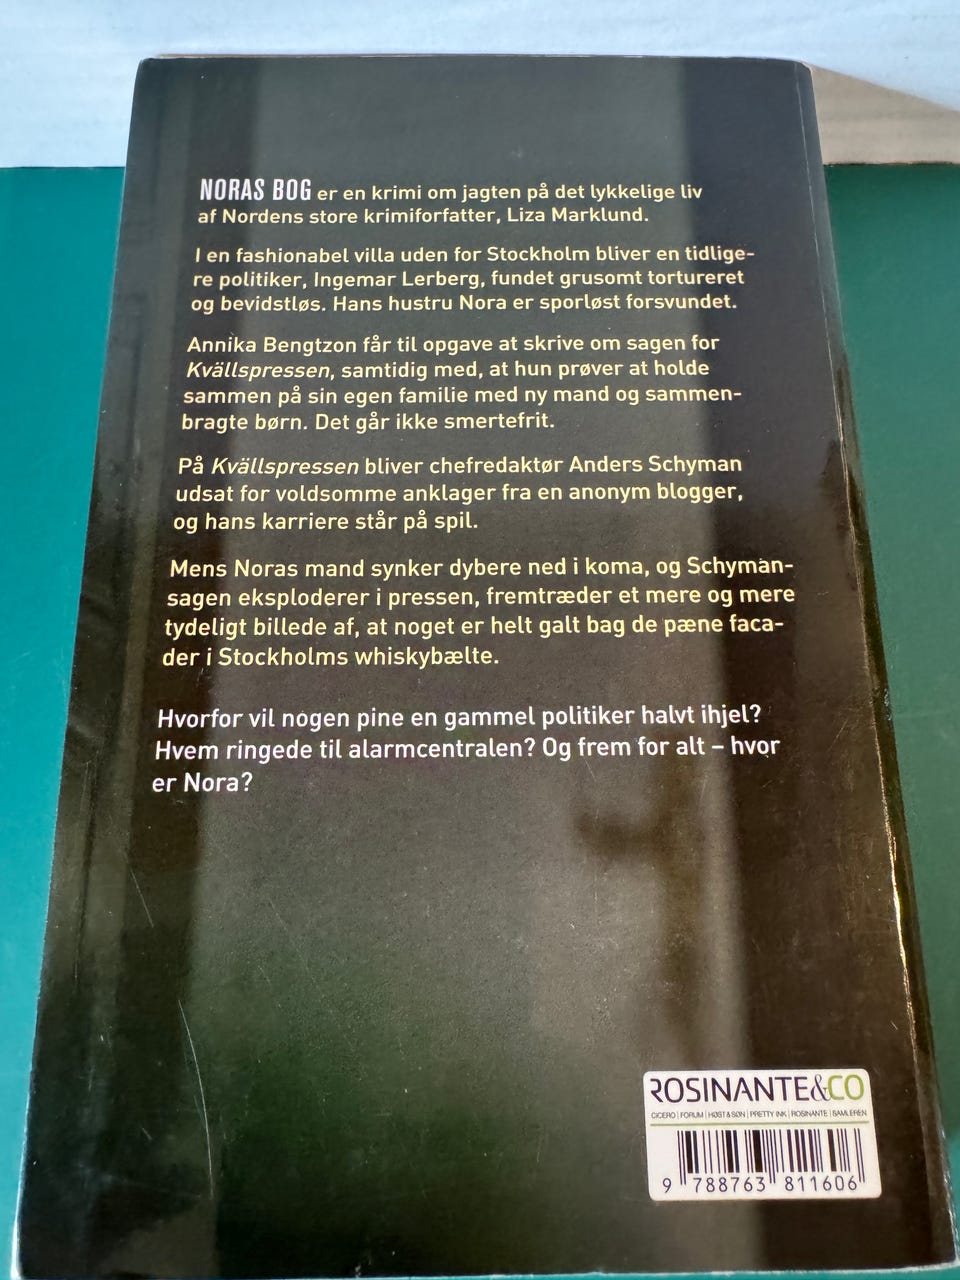 NORAS BOG er en krimi om jagten på det lykkelige liv
af Nordens store krimiforfatter, Liza Marklund.
I en fashionabel villa uden for Stockholm bliver en tidlige-
re politiker, Ingemar Lerberg, fundet grusomt tortureret
og bevidstløs. Hans hustru Nora er sporløst forsvundet.
Annika Bengtzon får til opgave at skrive om sagen for
Kvällspressen, samtidig med, at hun prøver at holde
sammen på sin egen familie med ny mand og sammen-
bragte børn. Det går ikke smertefrit.
På Kvällspressen bliver chefredaktør Anders Schyman
udsat for voldsomme anklager fra en anonym blogger,
og hans karriere står på spil.
Mens Noras mand synker dybere ned i koma, og Schyman-
sagen eksploderer i pressen, fremtræder et mere og mere
tydeligt billede af, at noget er helt galt bag de pæne faca-
der i Stockholms whiskybælte.
Hvorfor vil nogen pine en gammel politiker halvt ihjel?
Hvem ringede til alarmcentralen? Og frem for alt – hvor
er Nora?
ROSINANTE&CO
CICERO | FORUM | HØST & SØN | PRETTY INK | ROSINANTE | SAMLEREN
9 788763 811606